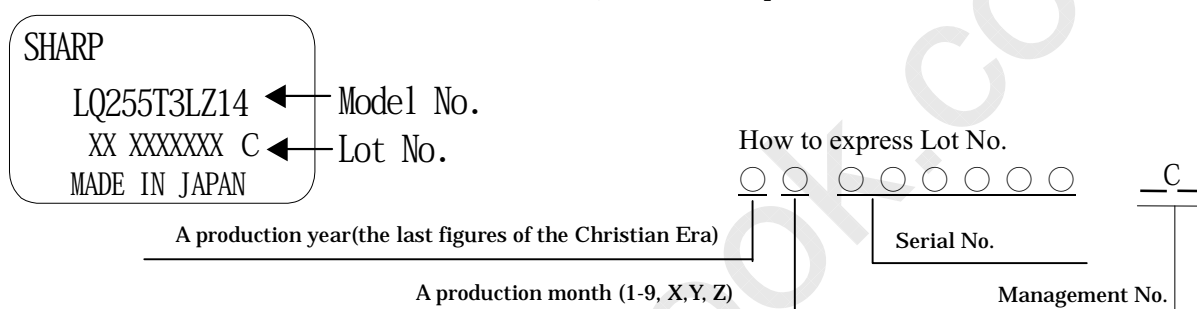 SHARP
LQ255T3LZ14 Model No.
XX XXXXXXX C Lot No.
MADE IN JAPAN
How to express Lot No.
○ ○ ○ ○ ○ ○ ○ ○ C
A production year(the last figures of the Christian Era)
Serial No.
A production month (1-9, X,Y, Z)
Management No.